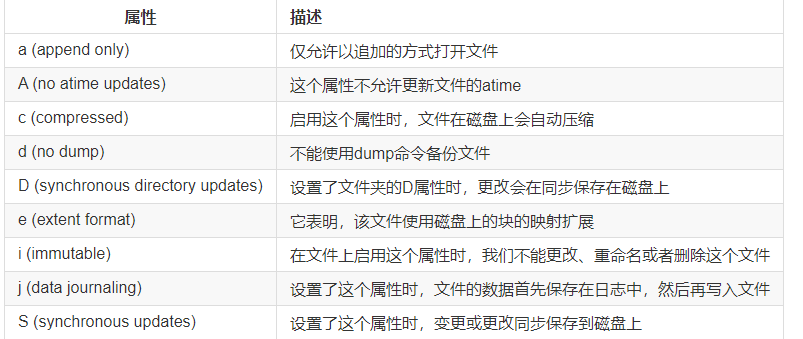 属性 描述
a (append only) 仅允许以追加的方式打开文件
A (no atime updates) 这个属性不允许更新文件的atime
c (compressed) 启用这个属性时，文件在磁盘上会自动压缩
d (no dump) 不能使用dump命令备份文件
D (synchronous directory updates) 设置了文件夹的D属性时，更改会在同步保存在磁盘上
e (extent format) 它表明，该文件使用磁盘上的块的映射扩展
i (immutable) 在文件上启用这个属性时，我们不能更改、重命名或者删除这个文件
j (data journaling) 设置了这个属性时，文件的数据首先保存在日志中，然后再写入文件
S (synchronous updates) 设置了这个属性时，变更或更改同步保存到磁盘上